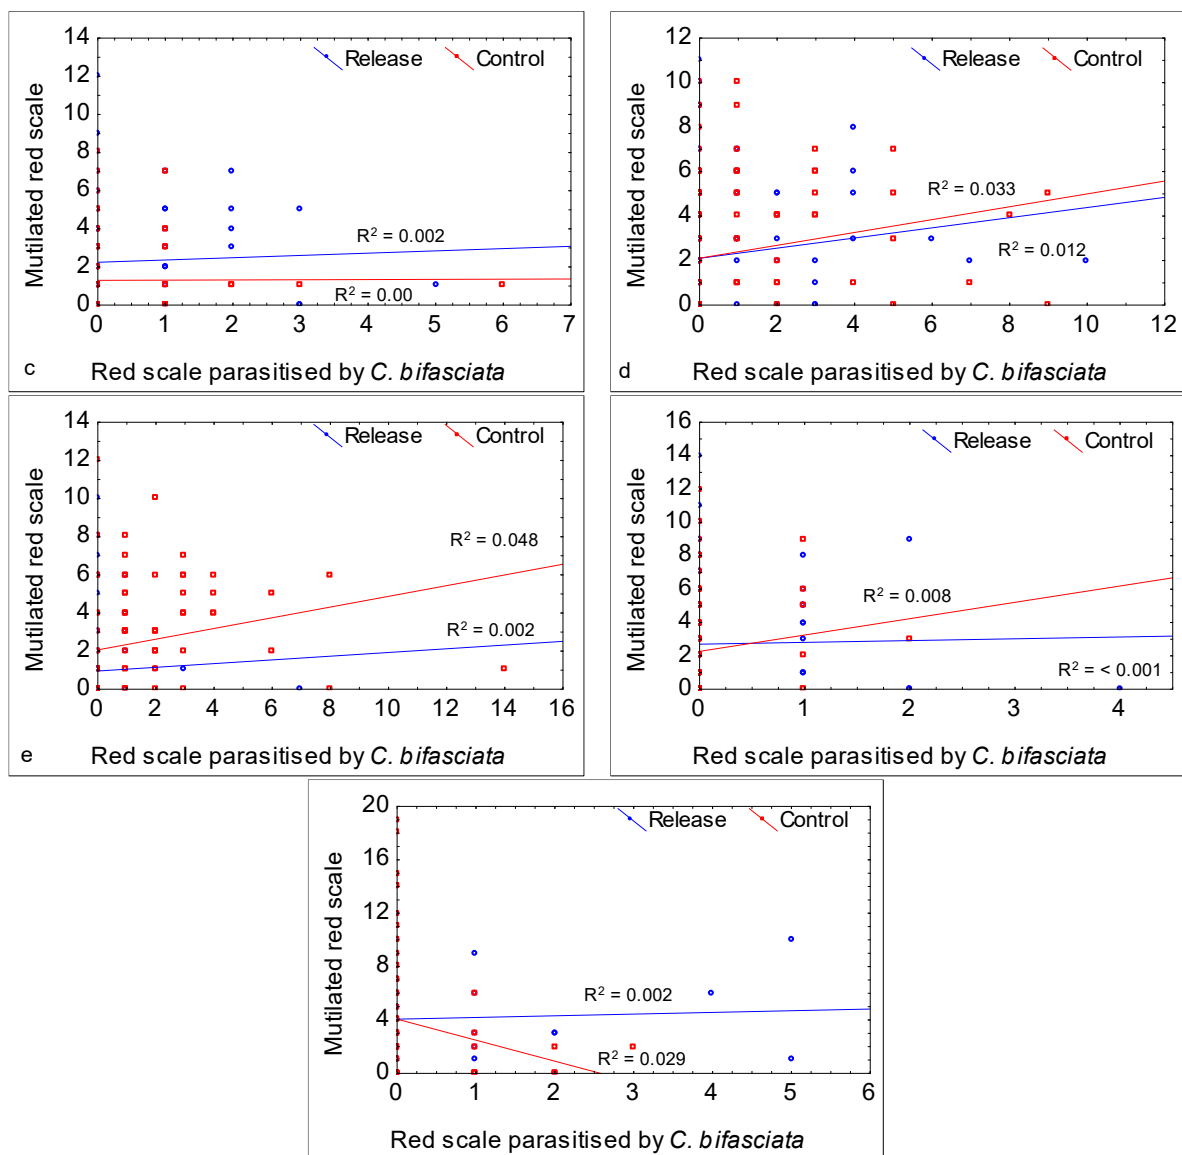 14
12
10
8
6
4
2
0
Mutilated red scale
Release Control
R² = 0.002
R² = 0.00
0 1 2 3 4 5 6 7
c Red scale parasitised by C. bifasciata
12
10
8
6
4
2
0
Mutilated red scale
Release Control
R² = 0.033
R² = 0.012
0 2 4 6 8 10 12
d Red scale parasitised by C. bifasciata
14
12
10
8
6
4
2
0
Mutilated red scale
Release Control
R² = 0.048
R² = 0.002
0 2 4 6 8 10 12 14 16
e Red scale parasitised by C. bifasciata
16
14
12
10
8
6
4
2
0
Mutilated red scale
Release Control
R² = 0.008
R² = < 0.001
0 1 2 3 4
Red scale parasitised by C. bifasciata
20
16
12
8
4
0
Mutilated red scale
Release Control
R² = 0.002
R² = 0.029
0 1 2 3 4 5 6
Red scale parasitised by C. bifasciata